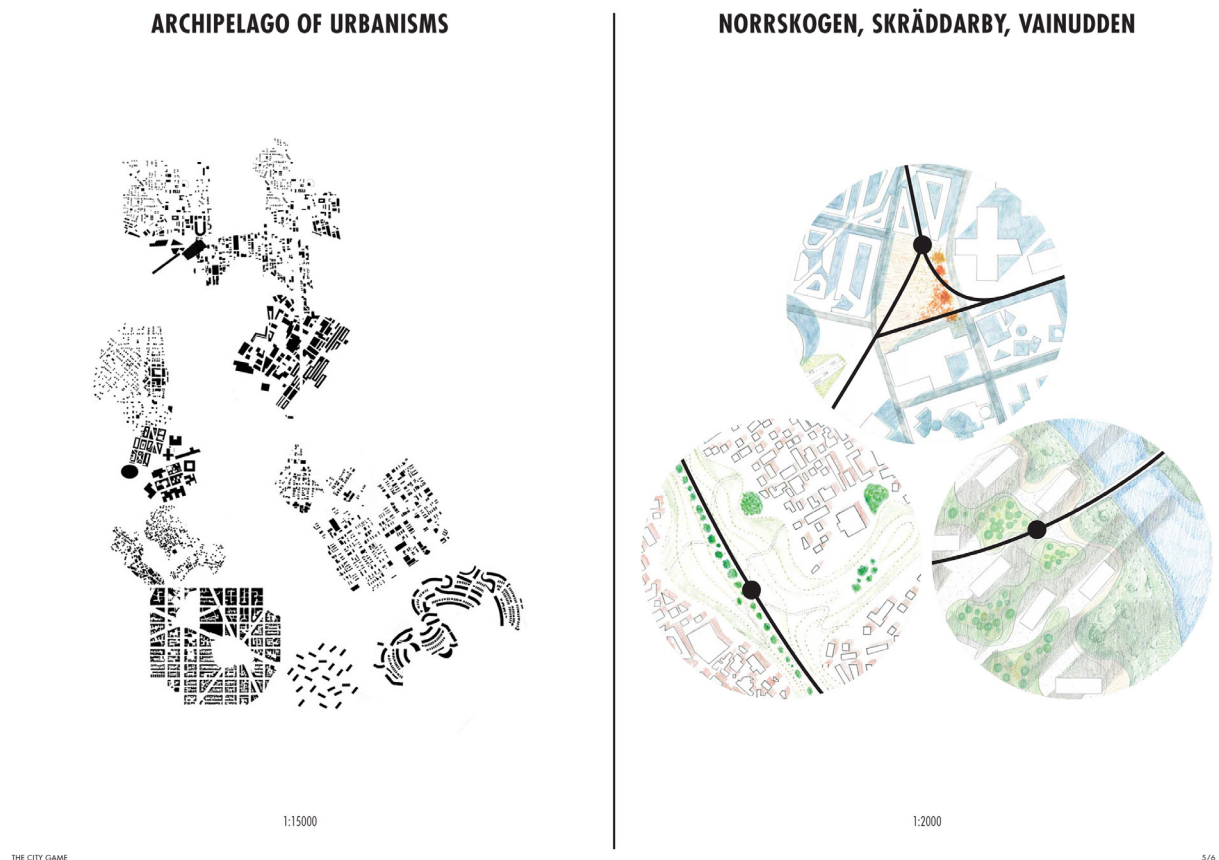 ARCHIPELAGO OF URBANISMS
NORRSKOGEN, SKRÄDDARBY, VAINUDDEN
1:15000
1:2000
THE CITY GAME
5/6